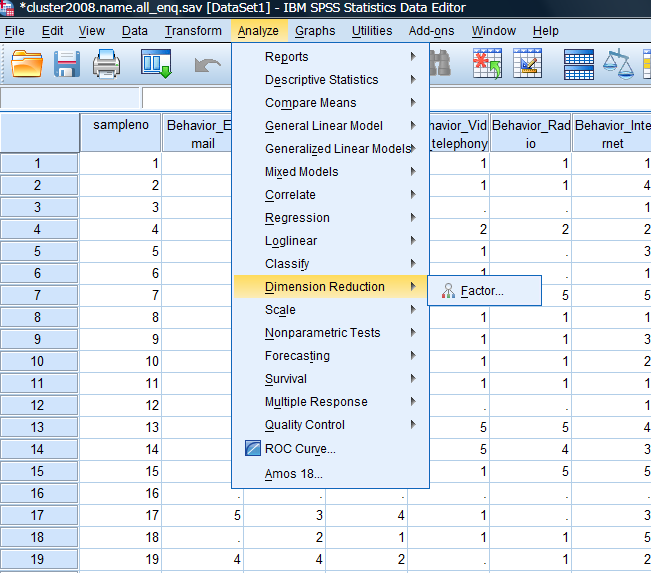 *cluster2008.name.all_enq.sav [DataSet1] - IBM SPSS Statistics Data Editor
File Edit View Data Transform Analyze Graphs Utilities Add-ons Window Help
Reports
Descriptive Statistics
Compare Means
General Linear Model
Generalized Linear Models
Mixed Models
Correlate
Regression
Loglinear
Classify
Dimension Reduction
Factor...
Scale
Nonparametric Tests
Forecasting
Survival
Multiple Response
Quality Control
ROC Curve...
Amos 18...
sampleno Behavior_E Behavior_Rad Behavior_Inte
mail telephony io rnet
1 1 1 1 1
2 2 1 1 4
3 3 . . 1
4 4 2 2 2
5 5 1 . 3
6 6 1 . 1
7 7 5 5
8 8 1 1 1
9 9 1 1 3
10 10 1 1 2
11 11 1 1 1
12 12 . . 1
13 13 5 5 4
14 14 5 4 3
15 15 1 5 5
16 16 . . . . . .
17 17 5 3 4 1 . 3
18 18 . 2 1 1 1 5
19 19 4 4 2 . 1 2